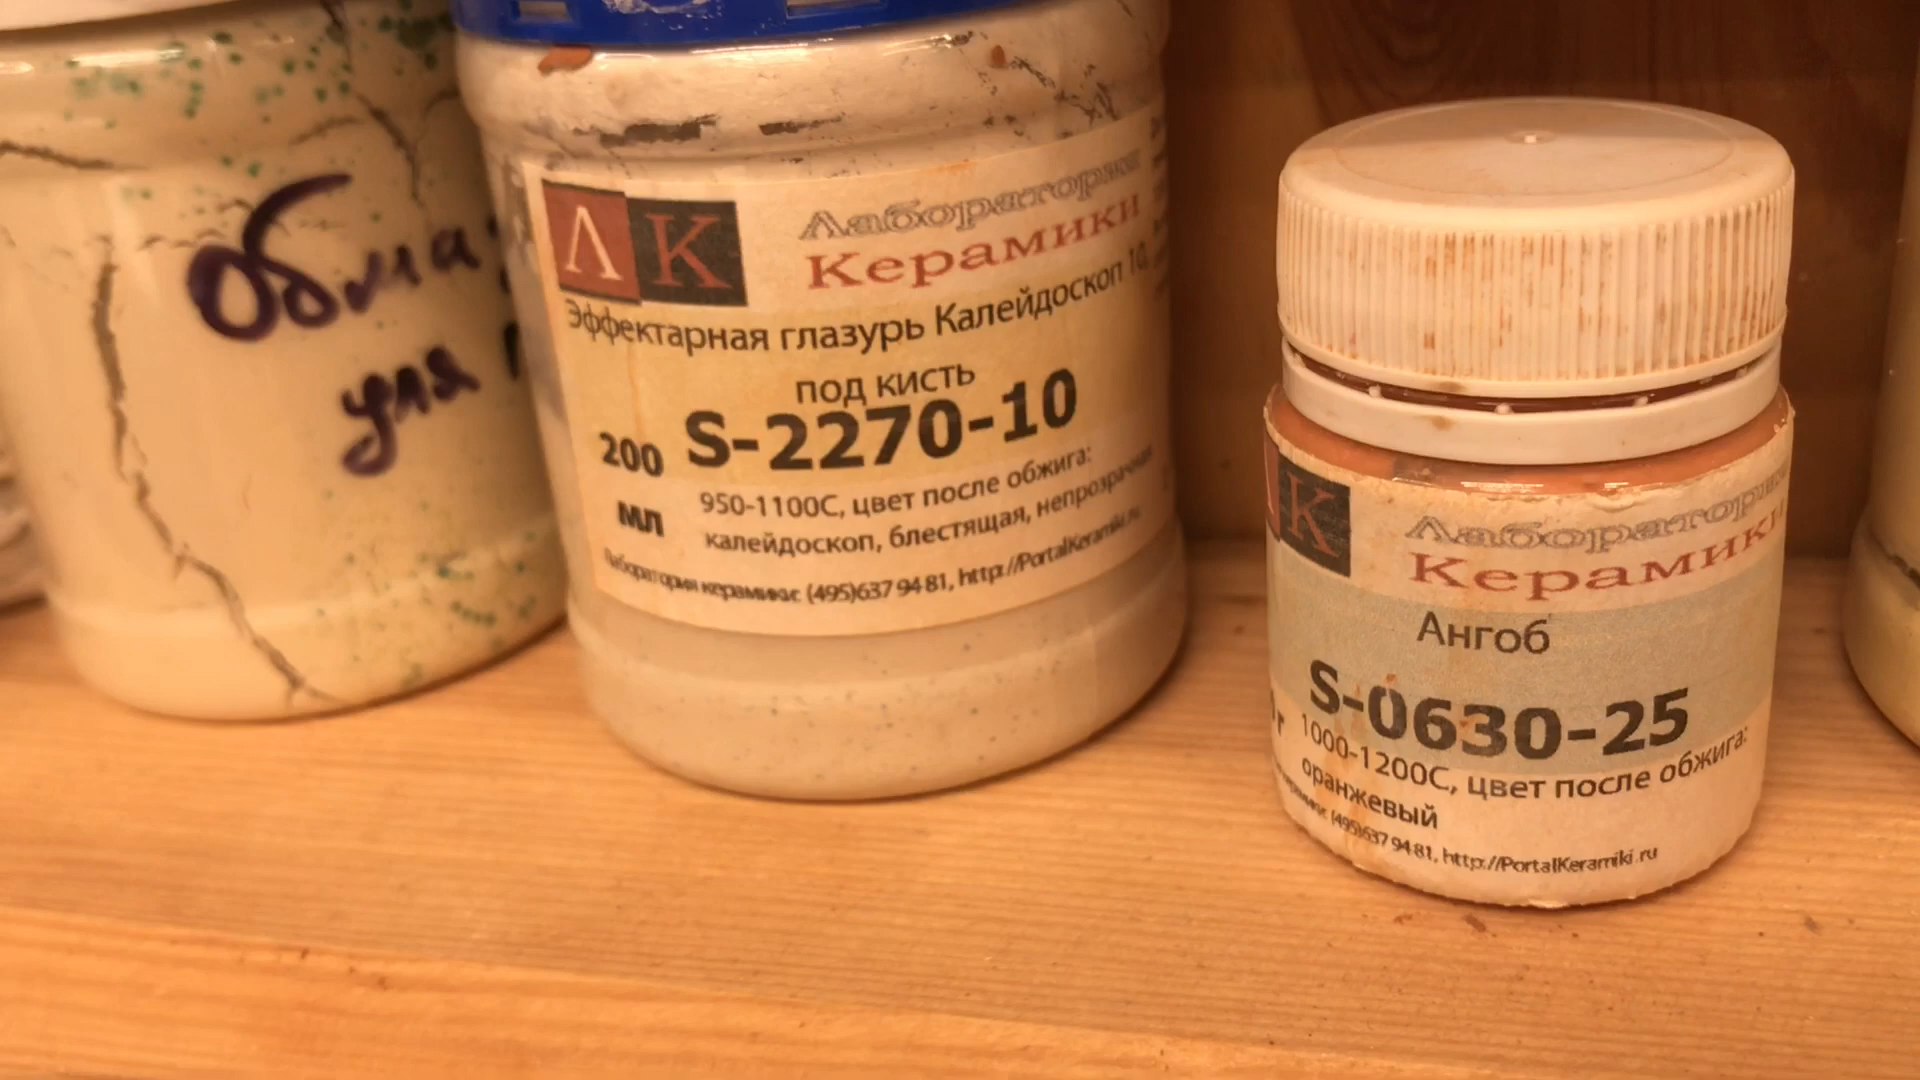 для
ЛК
Лаборатория
Керамики
Эффектарная глазурь Калейдоскоп 10,
под кисть
200 мл
S-2270-10
950-1100С, цвет после обжига:
калейдоскоп, блестящая, непрозрачная
Лаборатория керамики (495)637 94 81, http://PortalKeramiki.ru
К
Лаборатория
Керамики
Ангоб
S-0630-25
г
1000-1200С, цвет после обжига:
оранжевый
(495)637 94 81, http://PortalKeramiki.ru